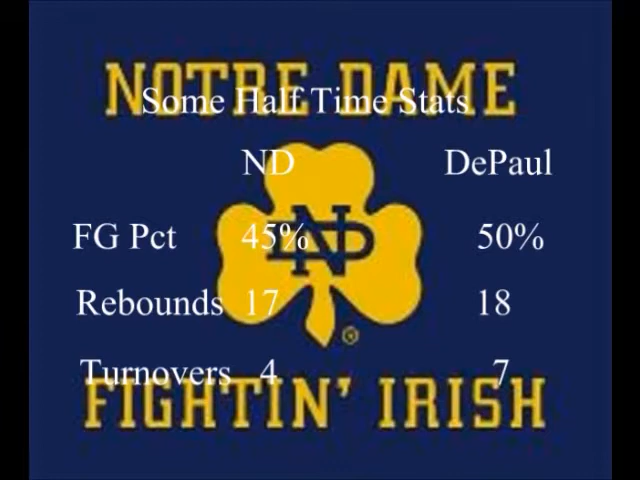 NOTRE DAME
Some Half Time Stats
ND DePaul
FG Pct 45% 50%
ND
Rebounds 17 18
®
Turnovers 4 7
FIGHTIN' IRISH